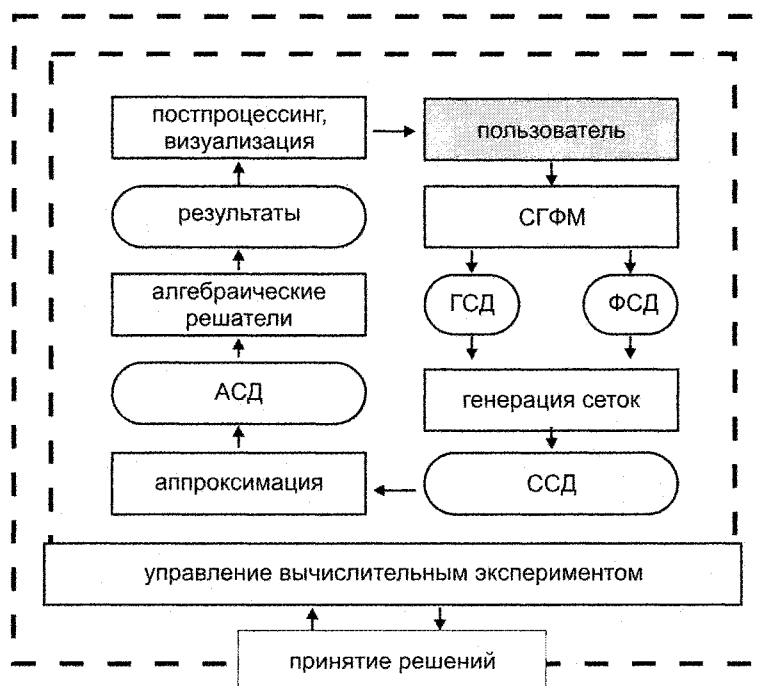 постпроцессинг,
визуализация
пользователь
результаты
СГФМ
алгебраические
решатели
ГСД
ФСД
АСД
генерация сеток
аппроксимация
ССД
управление вычислительным экспериментом
принятие решений